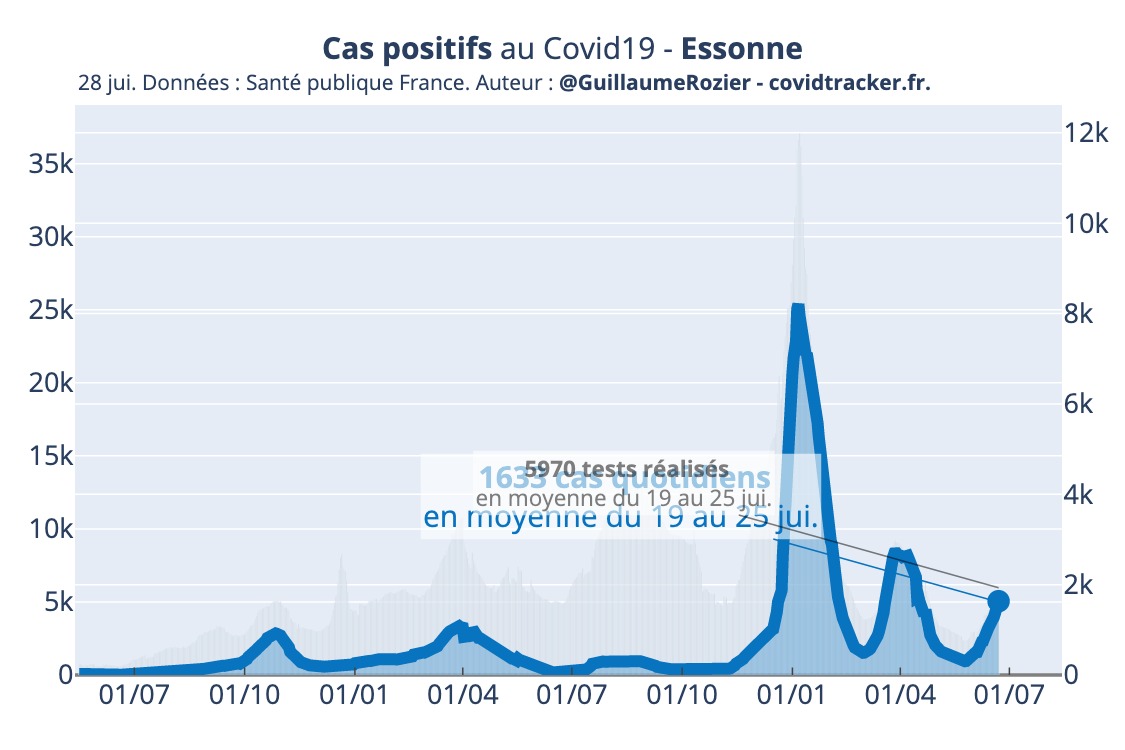 Cas positifs au Covid19 - Essonne
28 jui. Données : Santé publique France. Auteur : @GuillaumeRozier - covidtracker.fr.
12k
35k
10k
30k
25k
8k
20k
6k
15k
5970 tests réalisés
1633 cas quotidiens
en moyenne du 19 au 25 jui.
en moyenne du 19 au 25 jui.
4k
10k
2k
5k
0
0
01/07
01/10
01/01
01/04
01/07
01/10
01/01
01/04
01/07